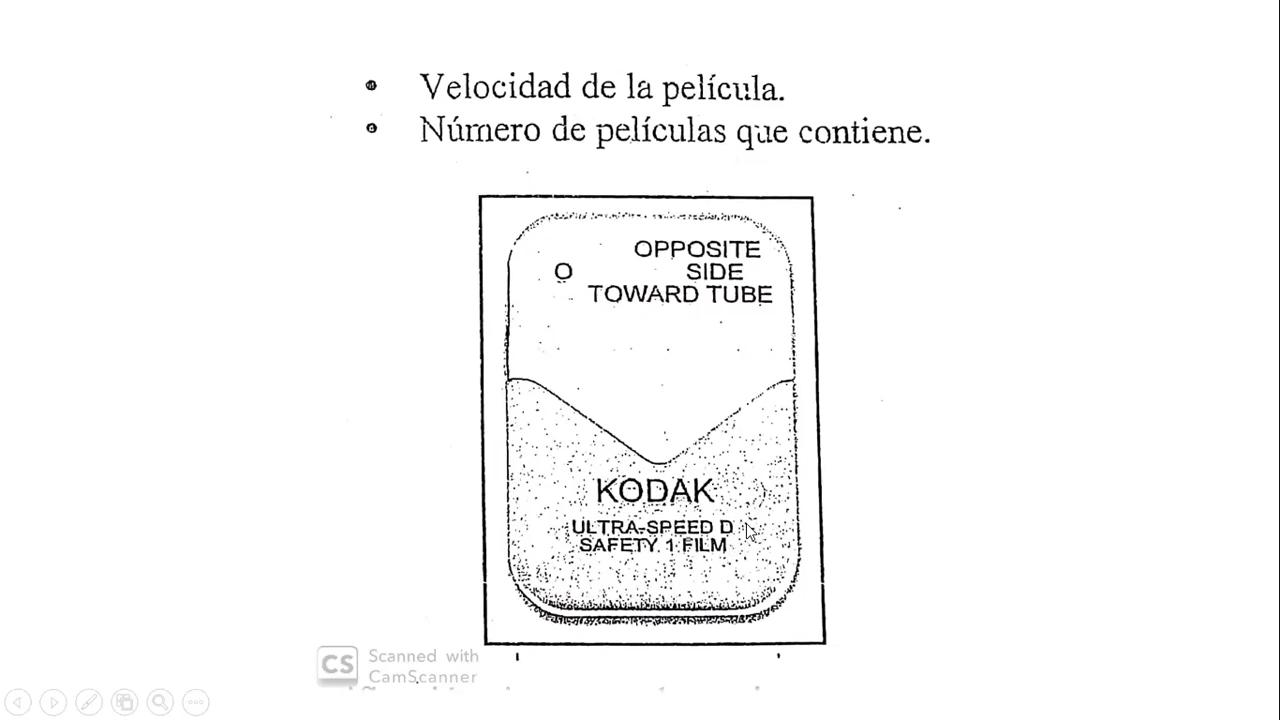 • Velocidad de la película.
• Número de películas que contiene.
OPPOSITE
O SIDE
TOWARD TUBE
KODAK
ULTRA-SPEED D
SAFETY. 1 FILM
CS Scanned with
CamScanner